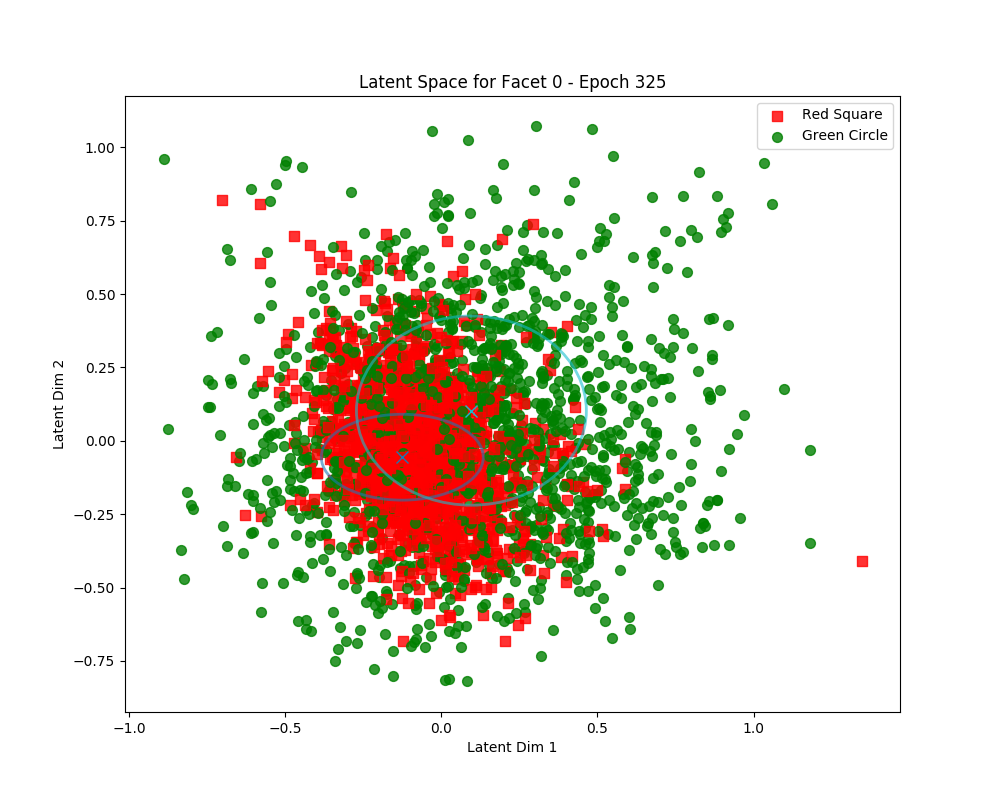 Latent Space for Facet 0 - Epoch 325
Red Square
Green Circle
1.00
0.75
0.50
0.25
0.00
−0.25
−0.50
−0.75
Latent Dim 2
−1.0
−0.5
0.0
0.5
1.0
Latent Dim 1